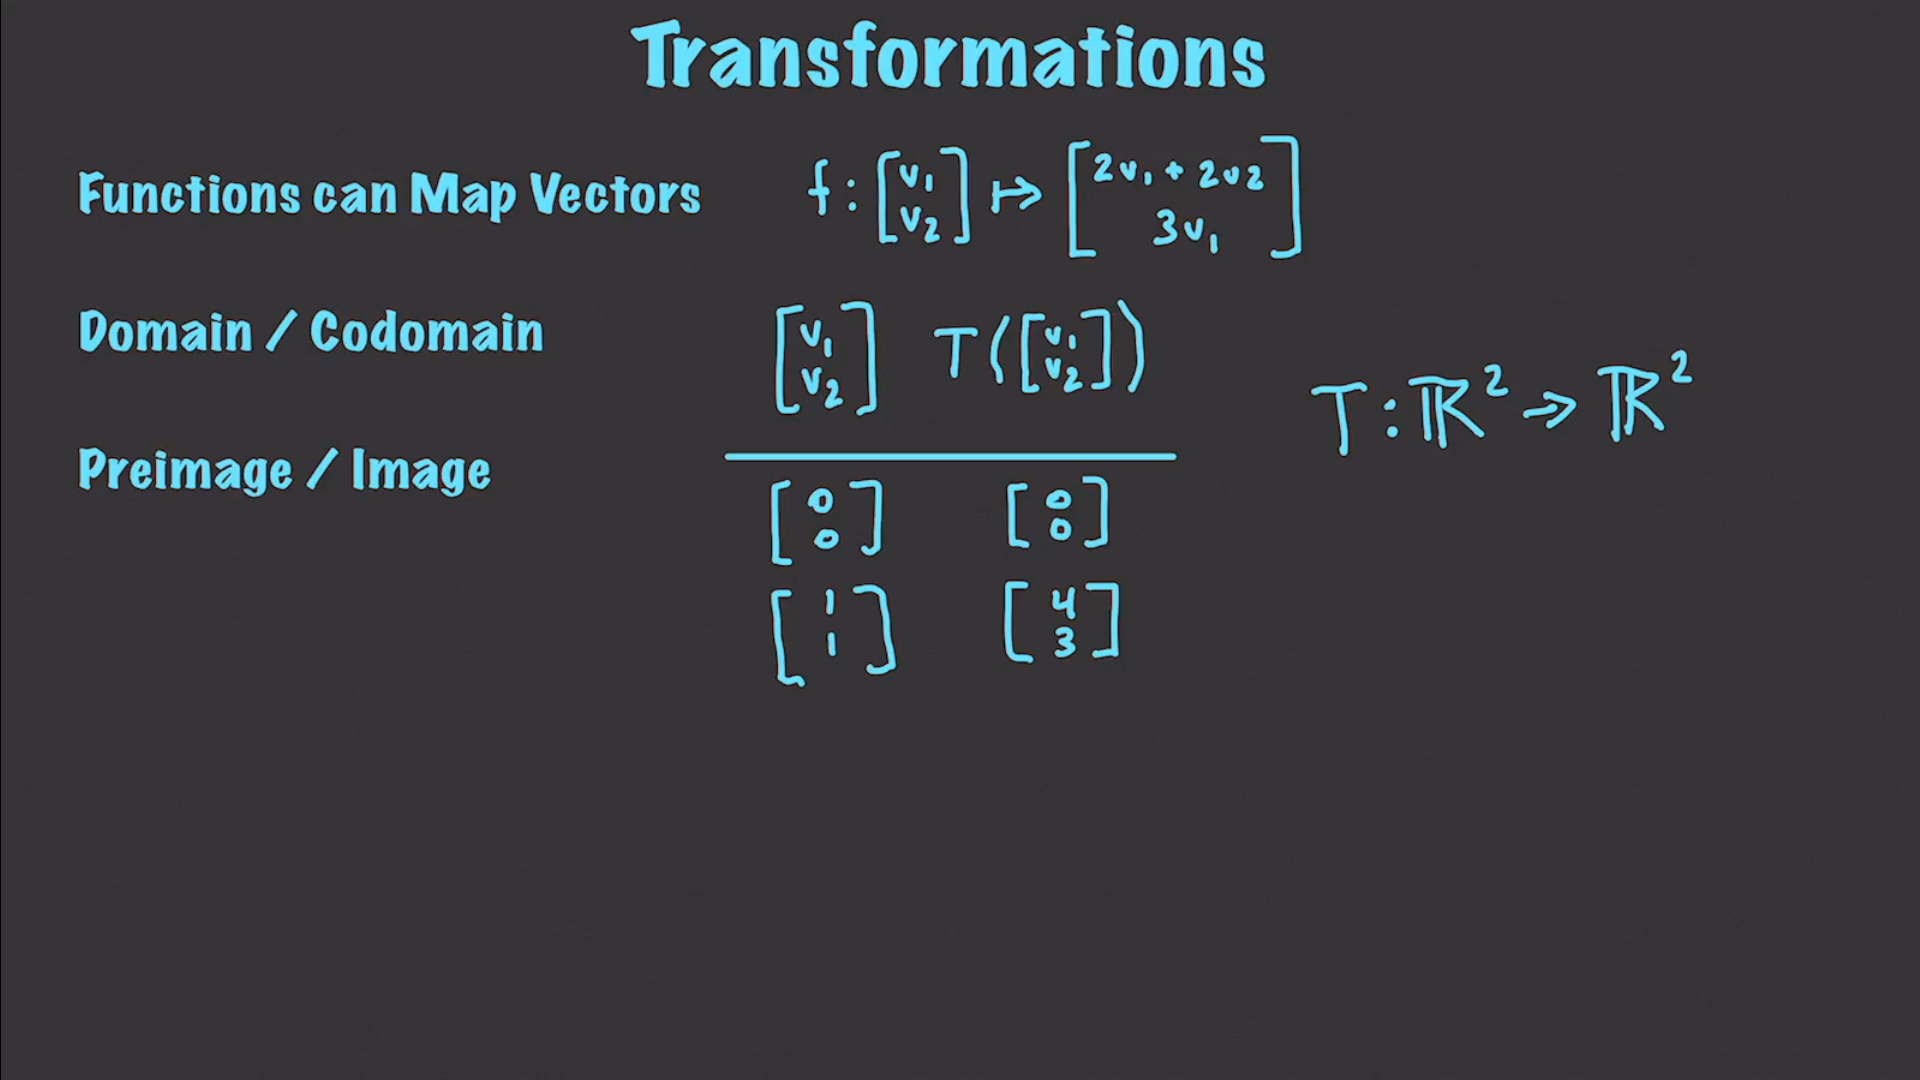 Transformations
Functions can Map Vectors
f : [v₁ v₂] ↦ [2v₁ + 2v2 3v₁]
Domain / Codomain
[v₁ v₂] T([v₁ v₂])
T : ℝ² → ℝ²
Preimage / Image
[0 0] [0 0]
[1 1] [4 3]